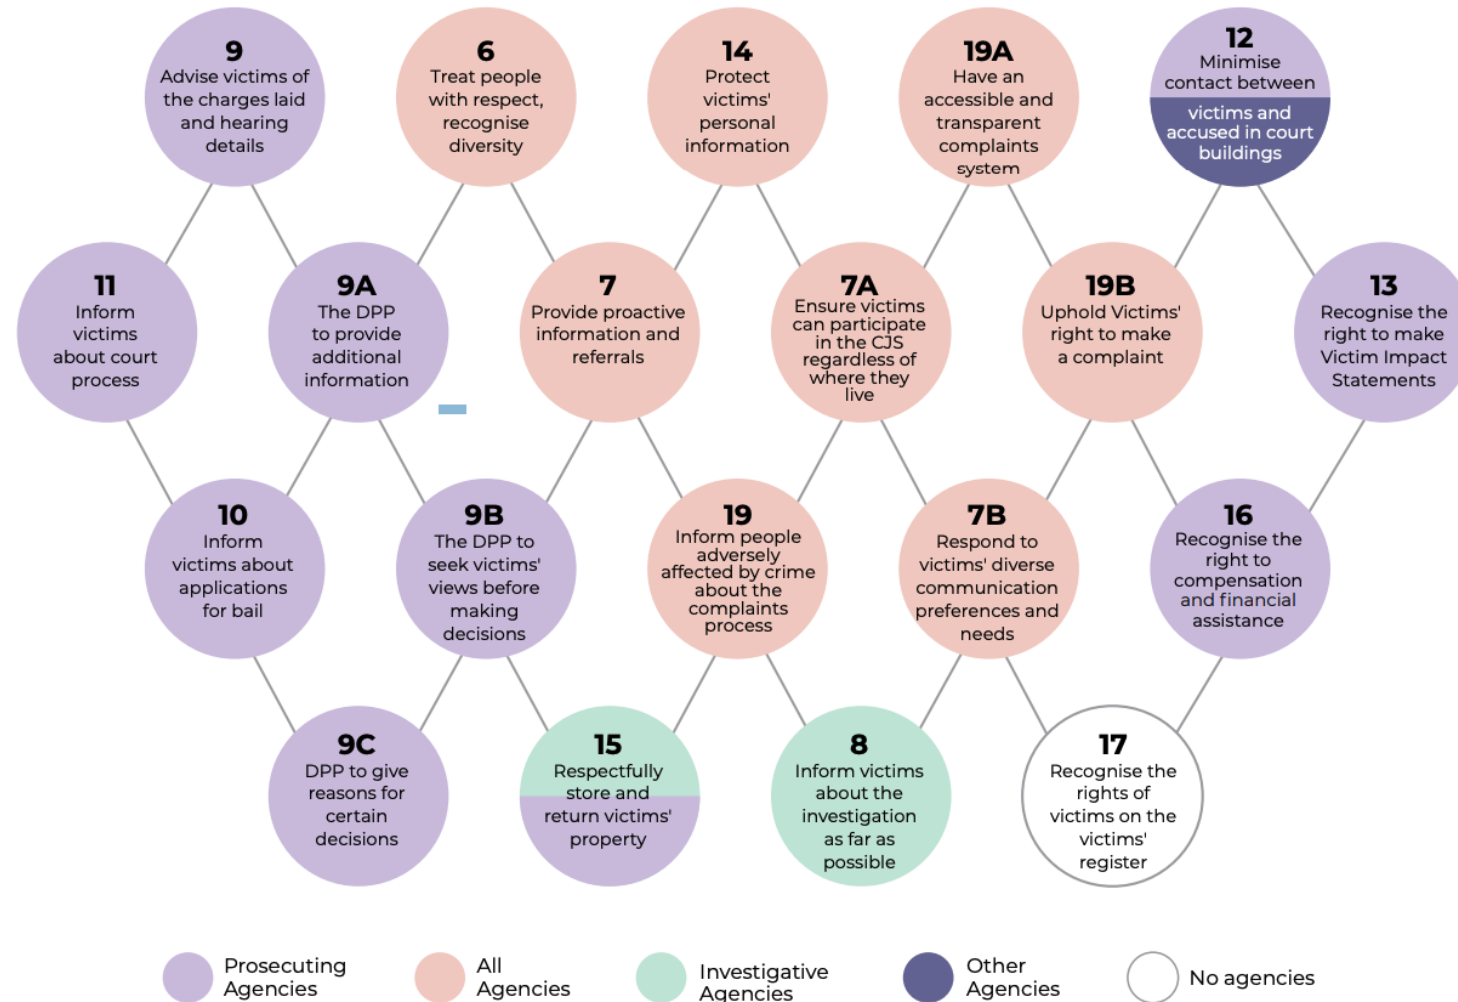 9
Advise victims of
the charges laid
and hearing
details
6
Treat people
with respect,
recognise
diversity
14
Protect
victims'
personal
information
19A
Have an
accessible and
transparent
complaints
system
12
Minimise
contact between
victims and
accused in court
buildings
11
Inform
victims
about court
process
9A
The DPP
to provide
additional
information
7
Provide proactive
information and
referrals
7A
Ensure victims
can participate
in the CJS
regardless of
where they
live
19B
Uphold Victims'
right to make
a complaint
13
Recognise the
right to make
Victim Impact
Statements
10
Inform
victims about
applications
for bail
9B
The DPP to
seek victims'
views before
making
decisions
19
Inform people
adversely
affected by crime
about the
complaints
process
7B
Respond to
victims' diverse
communication
preferences and
needs
16
Recognise the
right to
compensation
and financial
assistance
9C
DPP to give
reasons for
certain
decisions
15
Respectfully
store and
return victims'
property
8
Inform victims
about the
investigation
as far as
possible
17
Recognise the
rights of
victims on the
victims'
register
Prosecuting
Agencies
All
Agencies
Investigative
Agencies
Other
Agencies
No agencies